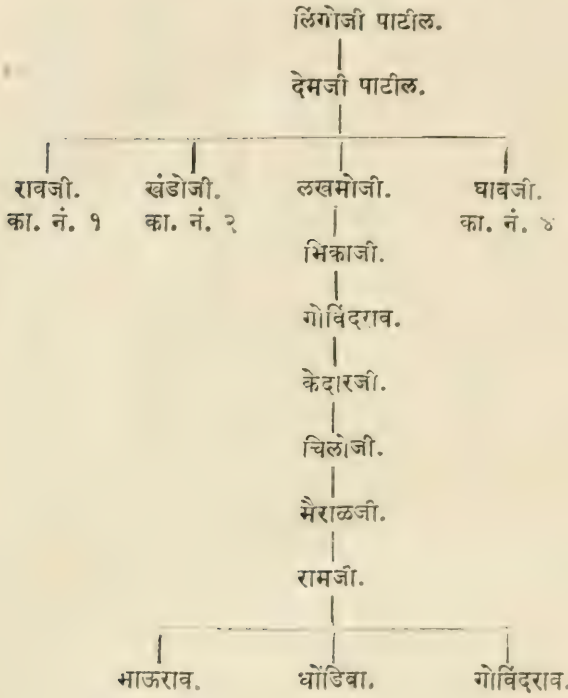 लिंगोजी पाटील.
देमजी पाटील.
रावजी. खंडोजी. लखमोजी. घावजी.
का. नं. १ का. नं. २ का. नं. ४
भिकाजी.
गोविंदराव.
केदारजी.
चिलोजी.
मैराळजी.
रामजी.
भाऊराव. धोंडिबा. गोविंदराव.